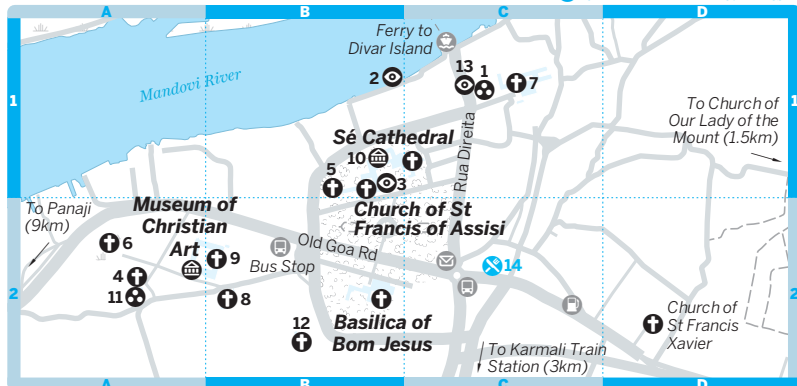 A
B
C
D
Ferry to
Divar Island
Mandovi River
2
13
1
7
1
1
To Church of
Our Lady of the
Mount (1.5km)
Sé Cathedral
10
Rua Direita
5
3
Museum of
Christian
Art
Church of St
Francis of Assisi
To Panaji
(9km)
6
9
Bus Stop
Old Goa Rd
14
4
11
8
2
2
12
Basilica of
Bom Jesus
Church of
St Francis
Xavier
To Karmali Train
Station (3km)
A
B
C
D